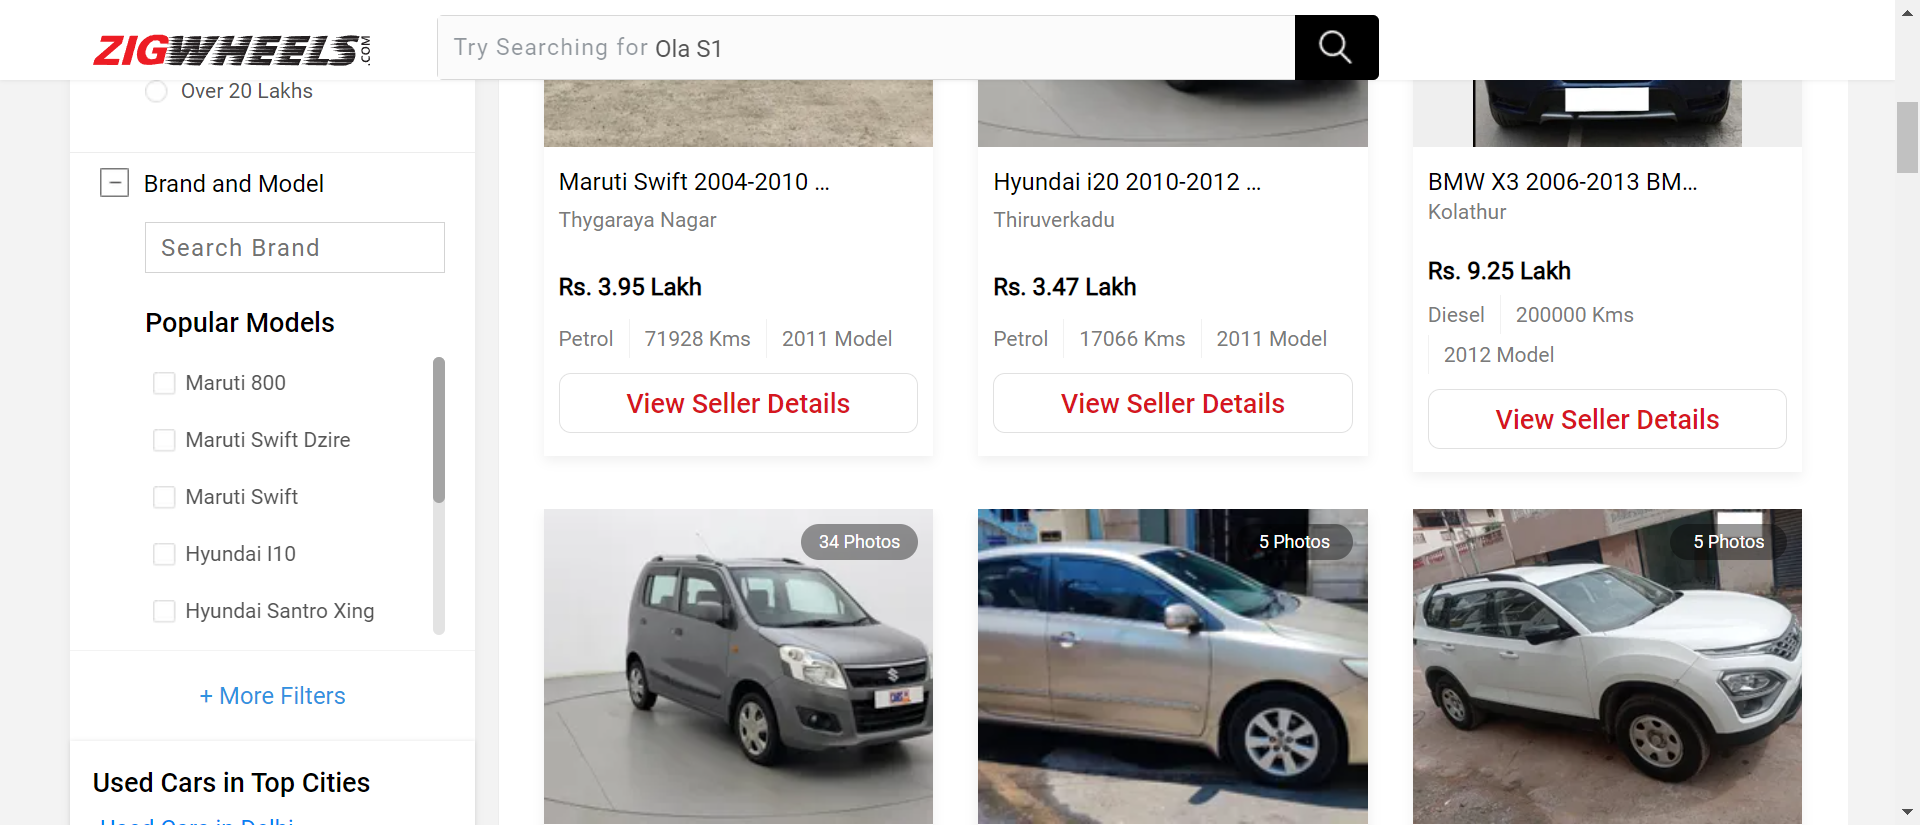 ZIGWHEELS.COM
Try Searching for Ola S1
Over 20 Lakhs
Brand and Model
Search Brand
Popular Models
Maruti 800
Maruti Swift Dzire
Maruti Swift
Hyundai I10
Hyundai Santro Xing
+ More Filters
Used Cars in Top Cities
Used Cars in Delhi
Maruti Swift 2004-2010 ...
Thygaraya Nagar
Rs. 3.95 Lakh
Petrol
71928 Kms
2011 Model
View Seller Details
Hyundai i20 2010-2012 ...
Thiruverkadu
Rs. 3.47 Lakh
Petrol
17066 Kms
2011 Model
View Seller Details
BMW X3 2006-2013 BM...
Kolathur
Rs. 9.25 Lakh
Diesel
200000 Kms
2012 Model
View Seller Details
34 Photos
5 Photos
5 Photos